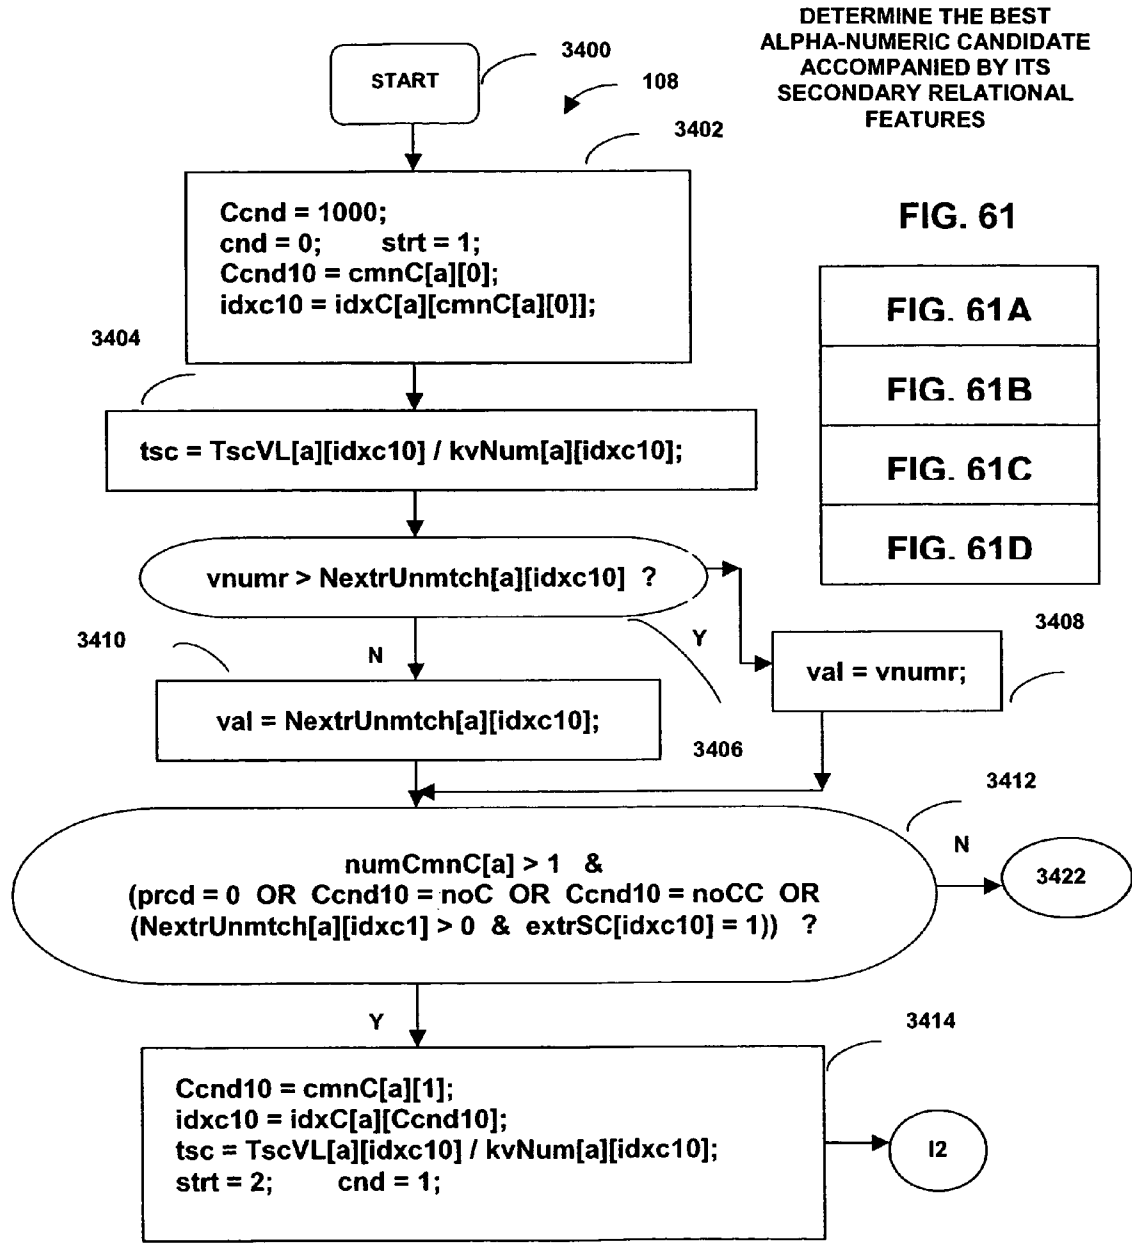 DETERMINE THE BEST
ALPHA-NUMERIC CANDIDATE
ACCOMPANIED BY ITS
SECONDARY RELATIONAL
FEATURES
START
3400
108
3402
Ccnd = 1000;
cnd = 0; strt = 1;
Ccnd10 = cmnC[a][0];
idxc10 = idxC[a][cmnC[a][0]];
FIG. 61
FIG. 61A
FIG. 61B
FIG. 61C
FIG. 61D
3404
tsc = TscVL[a][idxc10] / kvNum[a][idxc10];
vnumr > NextrUnmtch[a][idxc10] ?
3406
Y
3408
val = vnumr;
N
3410
val = NextrUnmtch[a][idxc10];
3412
numCmnC[a] > 1 &
(prcd = 0 OR Ccnd10 = noC OR Ccnd10 = noCC OR
(NextrUnmtch[a][idxc1] > 0 & extrSC[idxc10] = 1)) ?
N
3422
Y
3414
Ccnd10 = cmnC[a][1];
idxc10 = idxC[a][Ccnd10];
tsc = TscVL[a][idxc10] / kvNum[a][idxc10];
strt = 2; cnd = 1;
I2